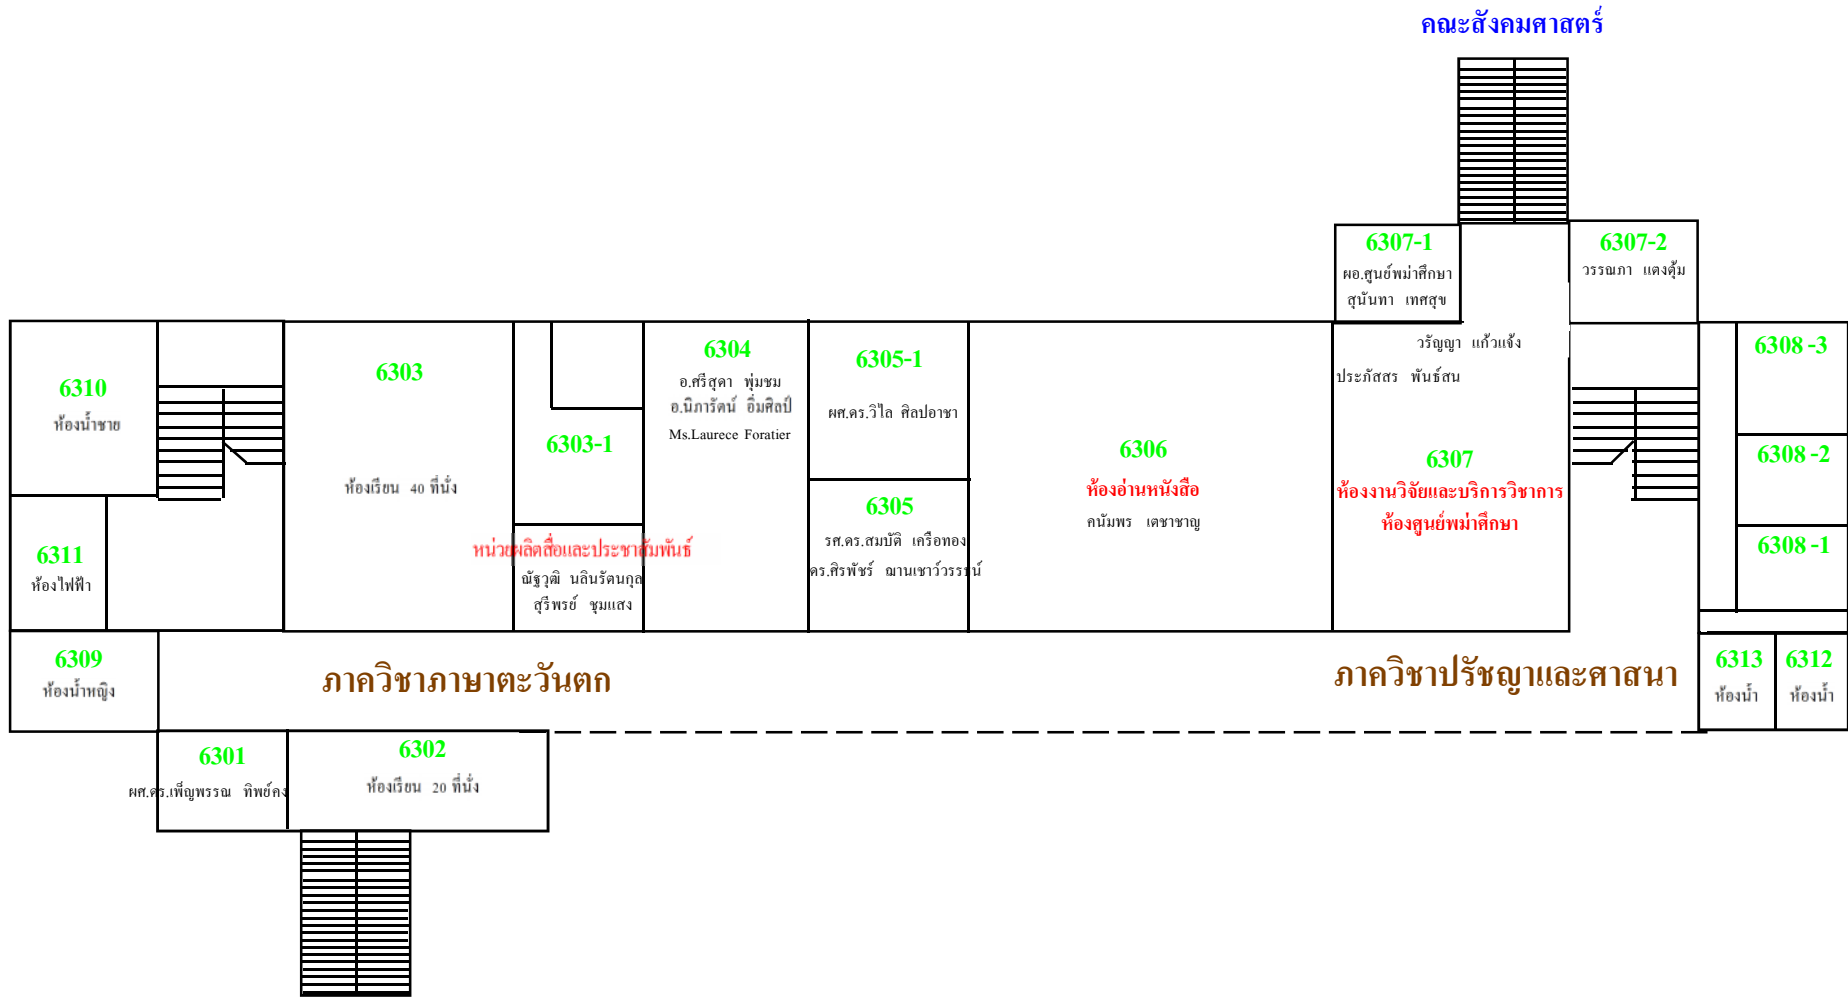 คณะสังคมศาสตร์
6307-1
ผอ.ศูนย์พม่าศึกษา
สุนันทา เทศสุข
6307-2
วรรณภา แตงตุ้ม
6310
ห้องน้ำชาย
6303
ห้องเรียน 40 ที่นั่ง
6303-1
หน่วยผลิตสื่อและประชาสัมพันธ์
ณัฐวุฒิ นลินรัตนกุล
สุรีพรย์ ชุมแสง
6304
อ.ศรีสุดา พุ่มชม
อ.นิภารัตน์ อิ่มศิลป์
Ms.Laurece Foratier
6305-1
ผศ.ดร.วิไล ศิลปอาชา
6305
รศ.ดร.สมบัติ เครือทอง
ดร.ศิรพัชร์ ฌานเชาว์วรรธน์
6306
ห้องอ่านหนังสือ
คนัมพร เดชาชาญ
วรัญญา แก้วแจ้ง
ประภัสสร พันธ์สน
6307
ห้องงานวิจัยและบริการวิชาการ
ห้องศูนย์พม่าศึกษา
6308 -3
6308 -2
6308 -1
6311
ห้องไฟฟ้า
6309
ห้องน้ำหญิง
ภาควิชาภาษาตะวันตก
ภาควิชาปรัชญาและศาสนา
6313
ห้องน้ำ
6312
ห้องน้ำ
6301
ผศ.ดร.เพ็ญพรรณ ทิพย์คง
6302
ห้องเรียน 20 ที่นั่ง